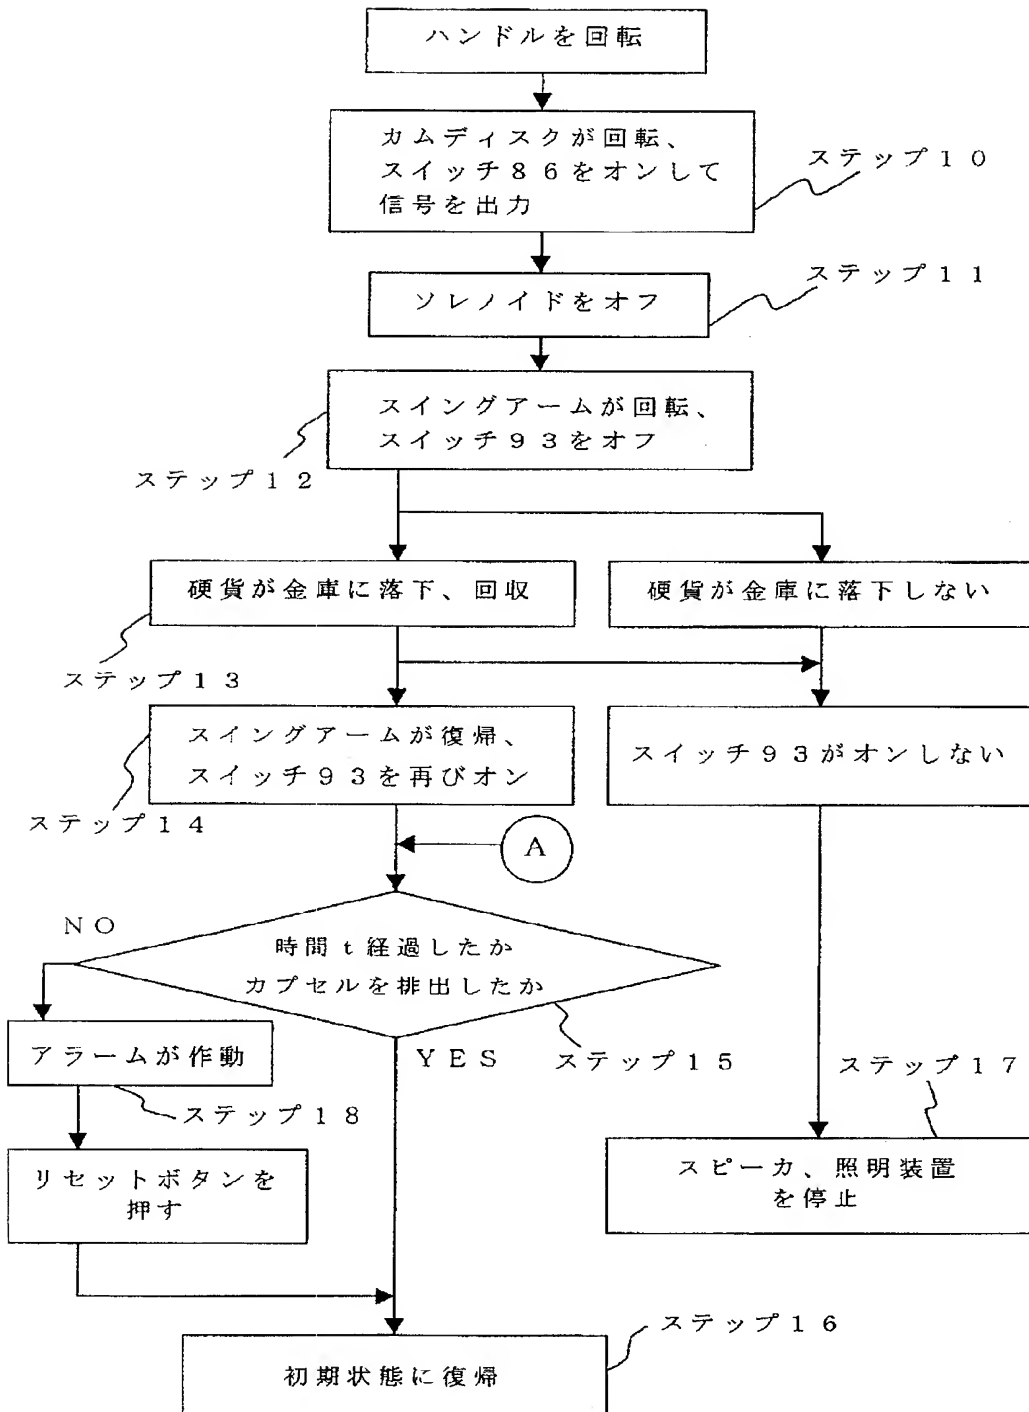 ハンドルを回転
カムディスクが回転、
スイッチ86をオンして
信号を出力
ステップ10
ソレノイドをオフ
ステップ11
スイングアームが回転、
スイッチ93をオフ
ステップ12
硬貨が金庫に落下、回収
硬貨が金庫に落下しない
ステップ13
スイングアームが復帰、
スイッチ93を再びオン
スイッチ93がオンしない
ステップ14
A
NO
時間t経過したか
カプセルを排出したか
YES
ステップ15
アラームが作動
ステップ18
ステップ17
リセットボタンを
押す
スピーカ、照明装置
を停止
ステップ16
初期状態に復帰